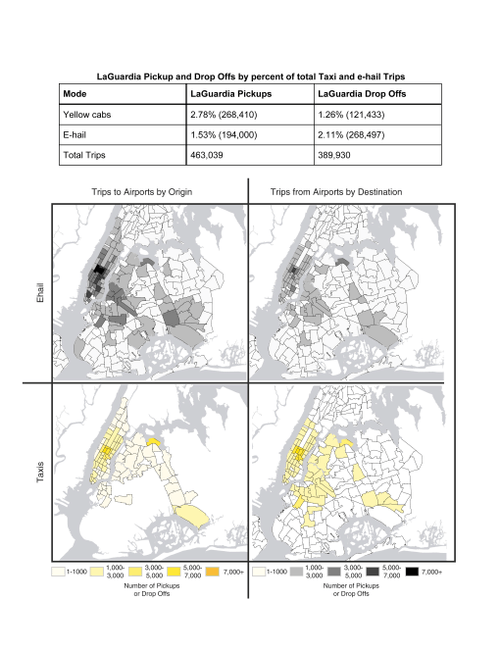 LaGuardia Pickup and Drop Offs by percent of total Taxi and e-hail Trips
Mode LaGuardia Pickups LaGuardia Drop Offs
Yellow cabs 2.78% (268,410) 1.26% (121,433)
E-hail 1.53% (194,000) 2.11% (268,497)
Total Trips 463,039 389,930
Trips to Airports by Origin Trips from Airports by Destination
Ehail
Taxis
1-1000 1,000-3,000 3,000-5,000 5,000-7,000 7,000+
Number of Pickups
or Drop Offs
1-1000 1,000-3,000 3,000-5,000 5,000-7,000 7,000+
Number of Pickups
or Drop Offs